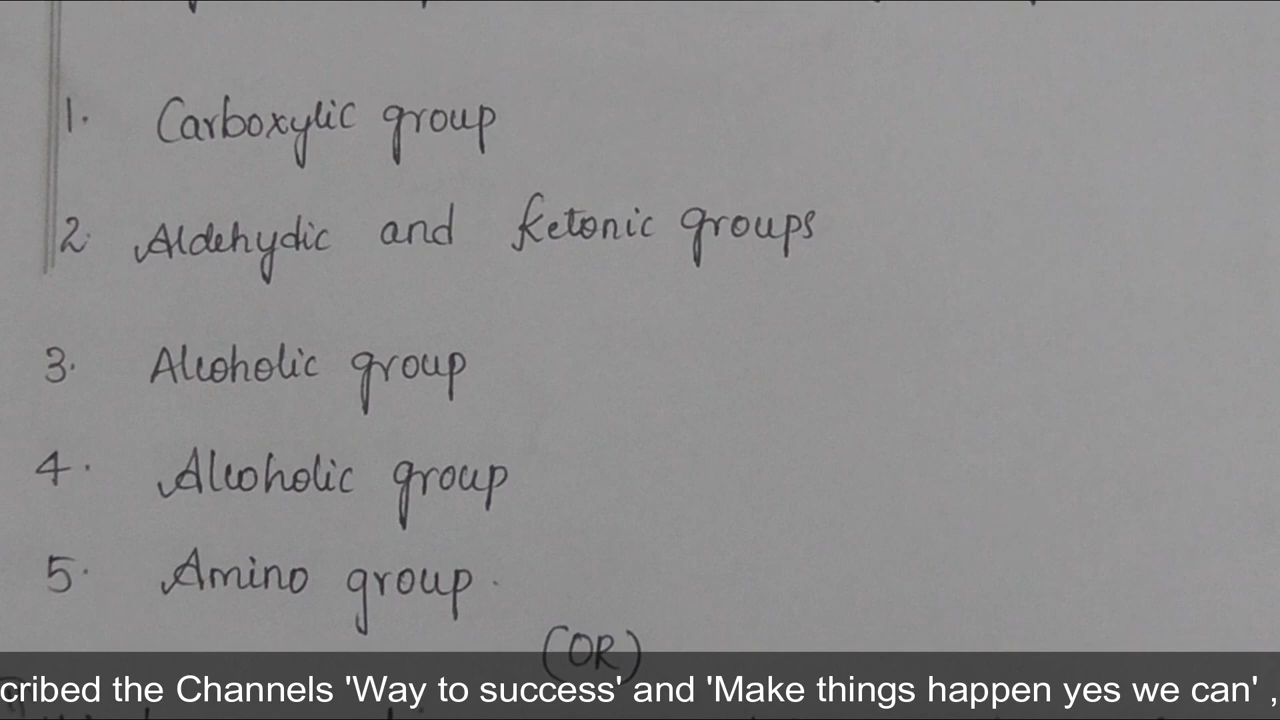 1. Carboxylic group
2. Aldehydic and Ketonic groups
3. Alcoholic group
4. Alcoholic group
5. Amino group.
(OR)
cribed the Channels 'Way to success' and 'Make things happen yes we can' ,